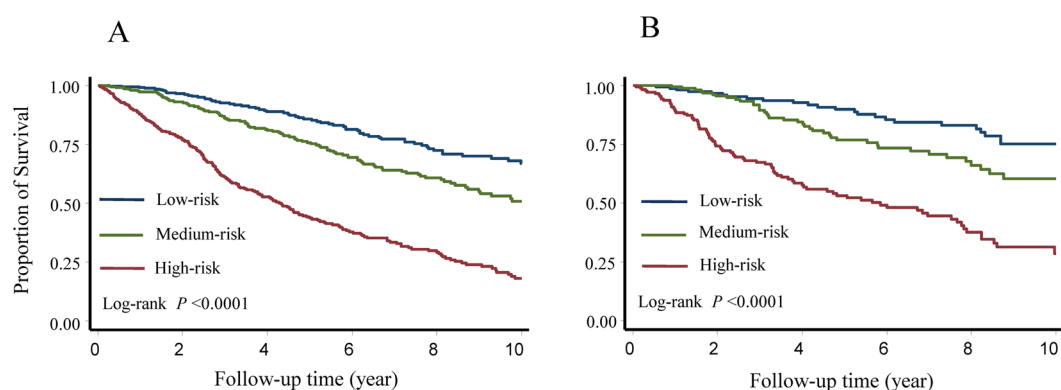 A
Proportion of Survival
1.00
0.75
0.50
0.25
0.00
Low-risk
Medium-risk
High-risk
Log-rank P <0.0001
0 2 4 6 8 10
Follow-up time (year)
B
1.00
0.75
0.50
0.25
0.00
Low-risk
Medium-risk
High-risk
Log-rank P <0.0001
0 2 4 6 8 10
Follow-up time (year)